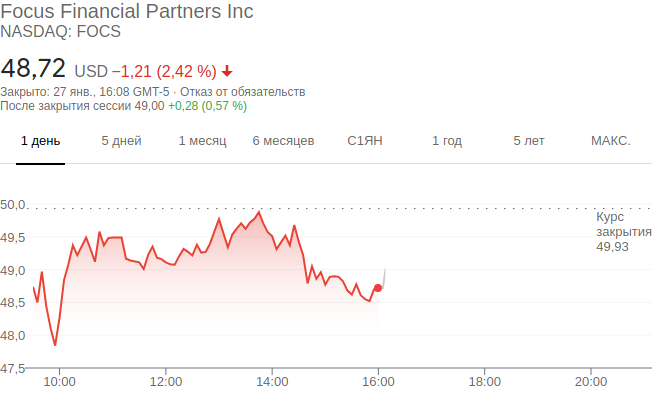 Focus Financial Partners Inc
NASDAQ: FOCS
48,72 USD −1,21 (2,42 %)
Закрыто: 27 янв., 16:08 GMT-5 · Отказ от обязательств
После закрытия сессии 49,00 +0,28 (0,57 %)
1 день 5 дней 1 месяц 6 месяцев С1ЯН 1 год 5 лет МАКС.
50,0
Курс
закрытия
49,93
49,5
49,0
48,5
48,0
47,5
10:00 12:00 14:00 16:00 18:00 20:00